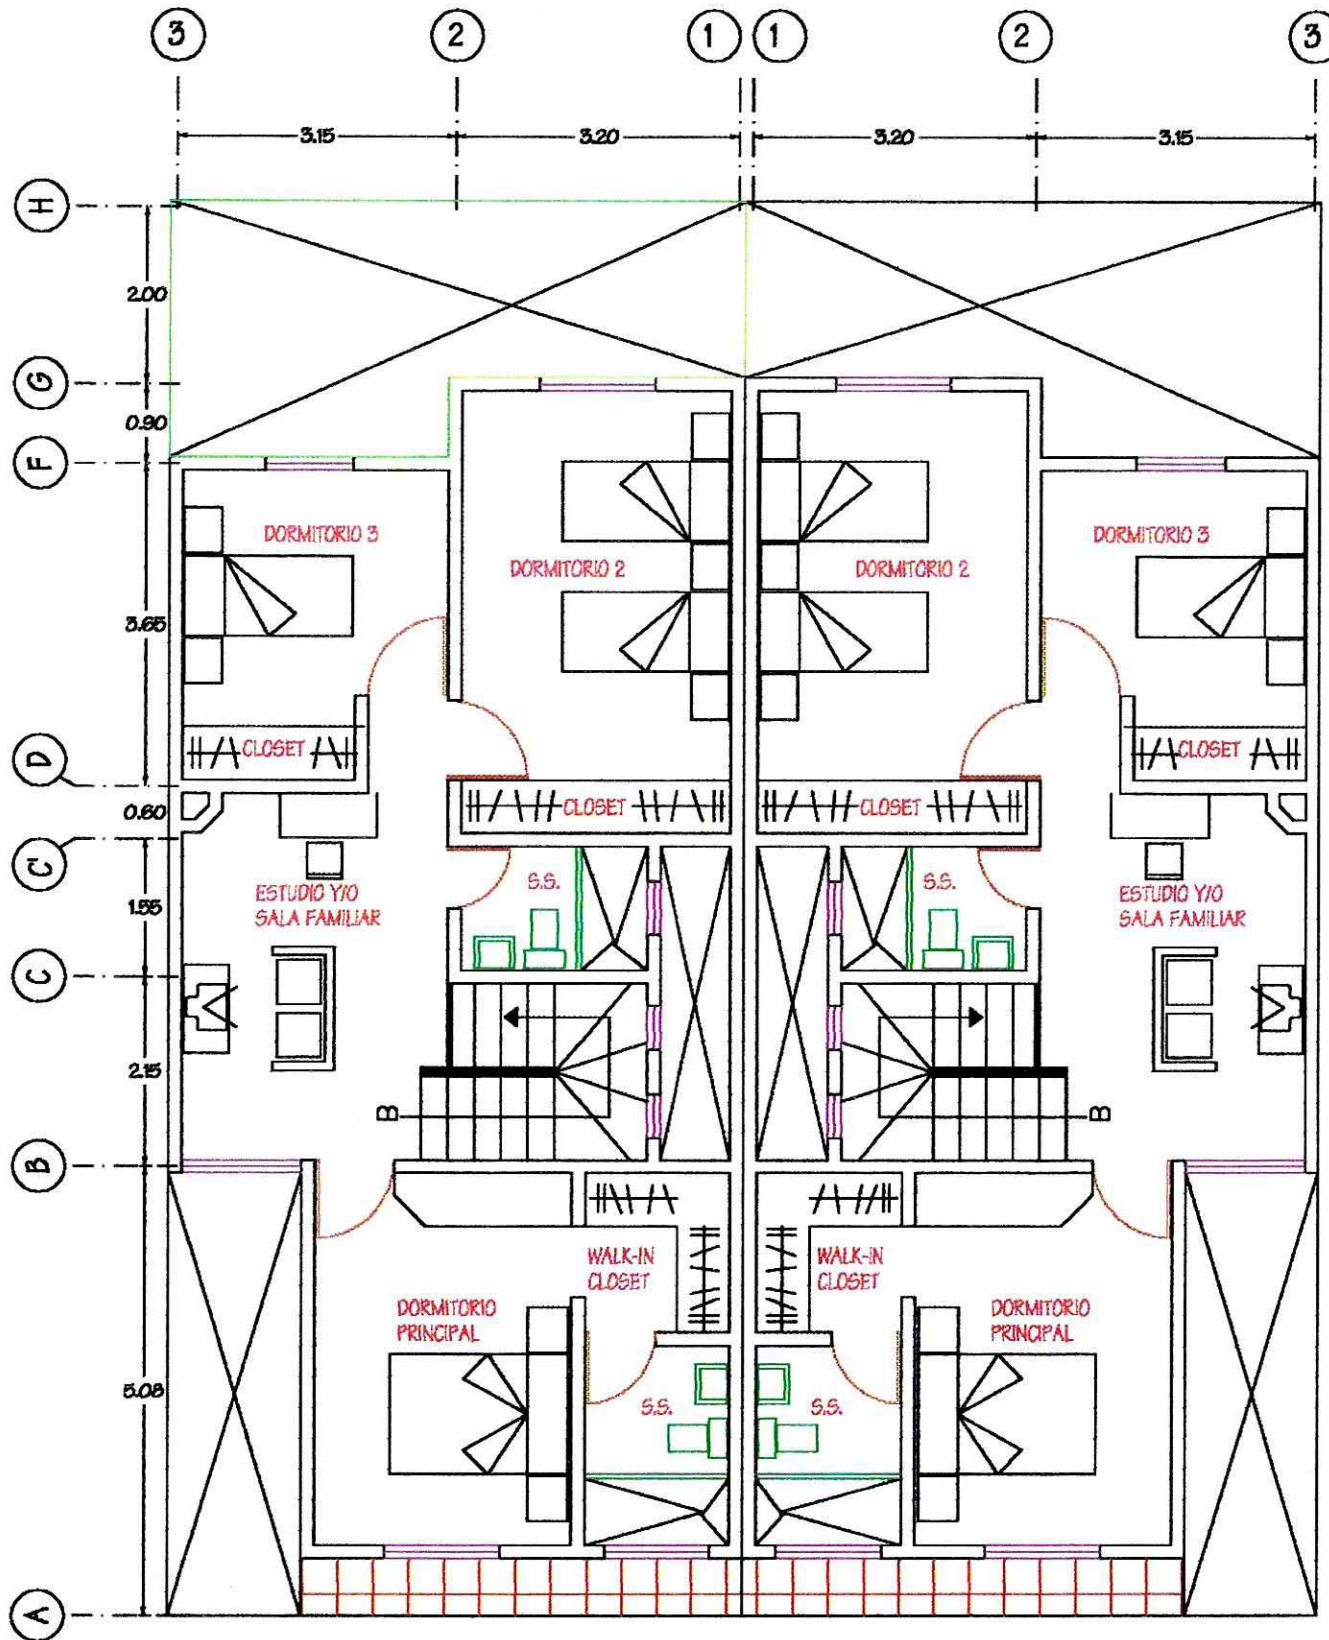 3 2 1 1 2 3
3.15 3.20 3.20 3.15
H
2.00
G
0.90
F
DORMITORIO 3 DORMITORIO 3
DORMITORIO 2 DORMITORIO 2
3.65
D
CLOSET CLOSET
0.60
CLOSET CLOSET
C'
S.S. S.S.
ESTUDIO Y/O ESTUDIO Y/O
SALA FAMILIAR SALA FAMILIAR
1.55
C
2.15
B B
B
WALK-IN WALK-IN
CLOSET CLOSET
DORMITORIO DORMITORIO
PRINCIPAL PRINCIPAL
5.08
S.S. S.S.
A